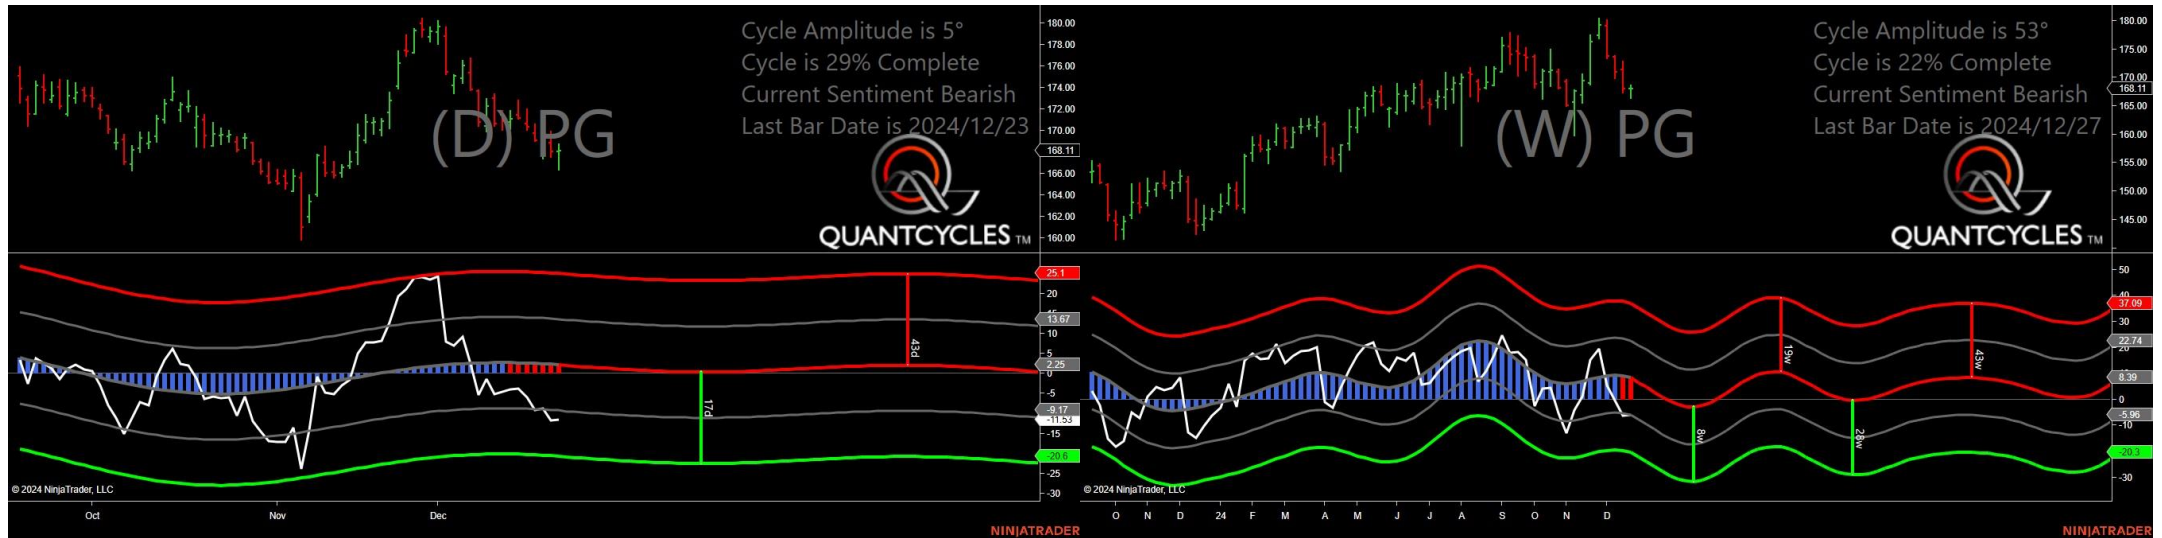 Cycle Amplitude is 5°
Cycle is 29% Complete
Current Sentiment Bearish
Last Bar Date is 2024/12/23
(D) PG
QUANTCYCLES TM
180.00
178.00
176.00
174.00
172.00
170.00
168.11
166.00
164.00
162.00
160.00
25.1
20
13.67
10
5
2.25
0
-5
-9.17
-11.53
-15
-20.6
-25
-30
43d
17d
© 2024 NinjaTrader, LLC
Oct Nov Dec
NINJATRADER
Cycle Amplitude is 53°
Cycle is 22% Complete
Current Sentiment Bearish
Last Bar Date is 2024/12/27
(W) PG
QUANTCYCLES TM
180.00
175.00
170.00
168.11
165.00
160.00
155.00
150.00
145.00
50
40
37.09
30
22.74
20
8.39
0
-5.96
-10
-20.3
-30
19w
43w
8w
28w
© 2024 NinjaTrader, LLC
O N D 24 F M A M J J A S O N D
NINJATRADER